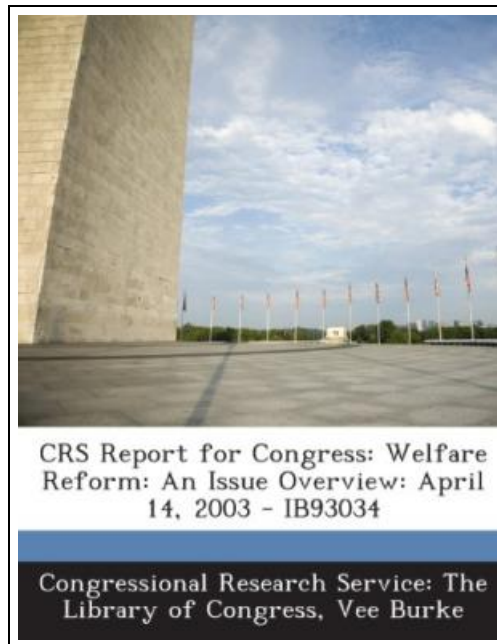 CRS Report for Congress: Welfare
Reform: An Issue Overview: April
14, 2003 - IB93034
Congressional Research Service: The
Library of Congress, Vee Burke